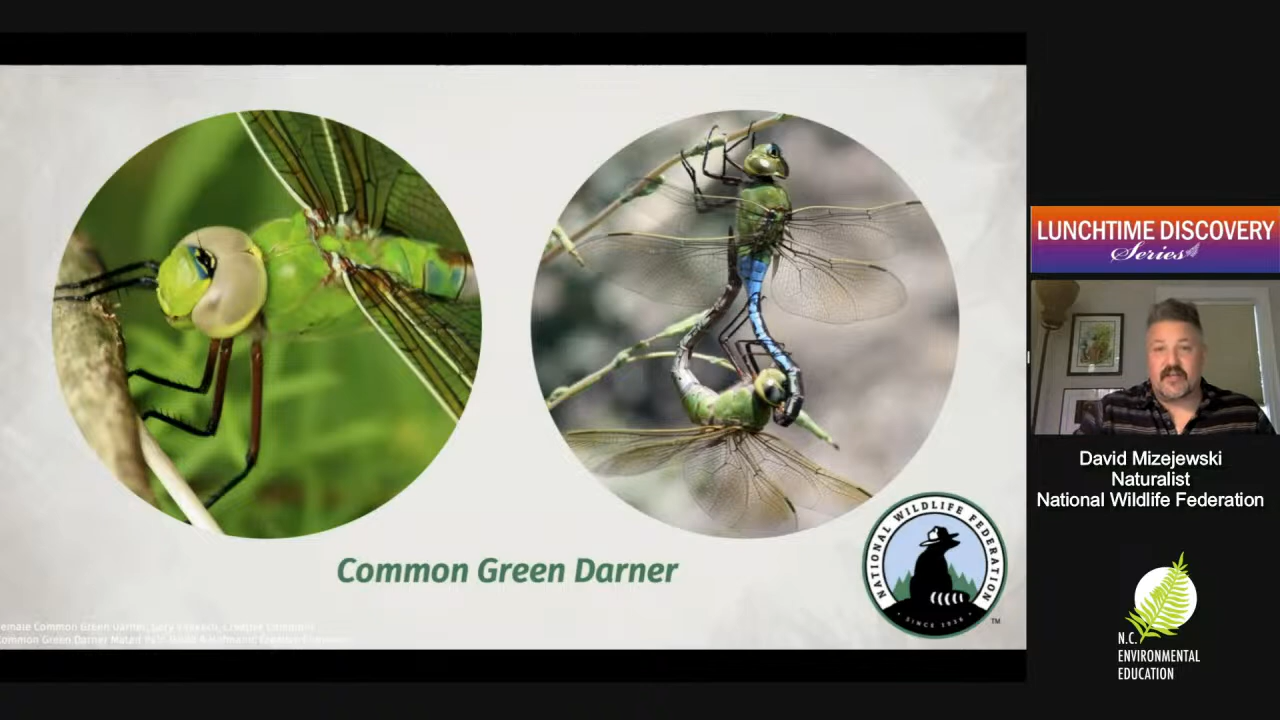 Common Green Darner
NATIONAL WILDLIFE FEDERATION
SINCE 1936
TM
LUNCHTIME DISCOVERY
Series
David Mizejewski
Naturalist
National Wildlife Federation
N.C.
ENVIRONMENTAL
EDUCATION